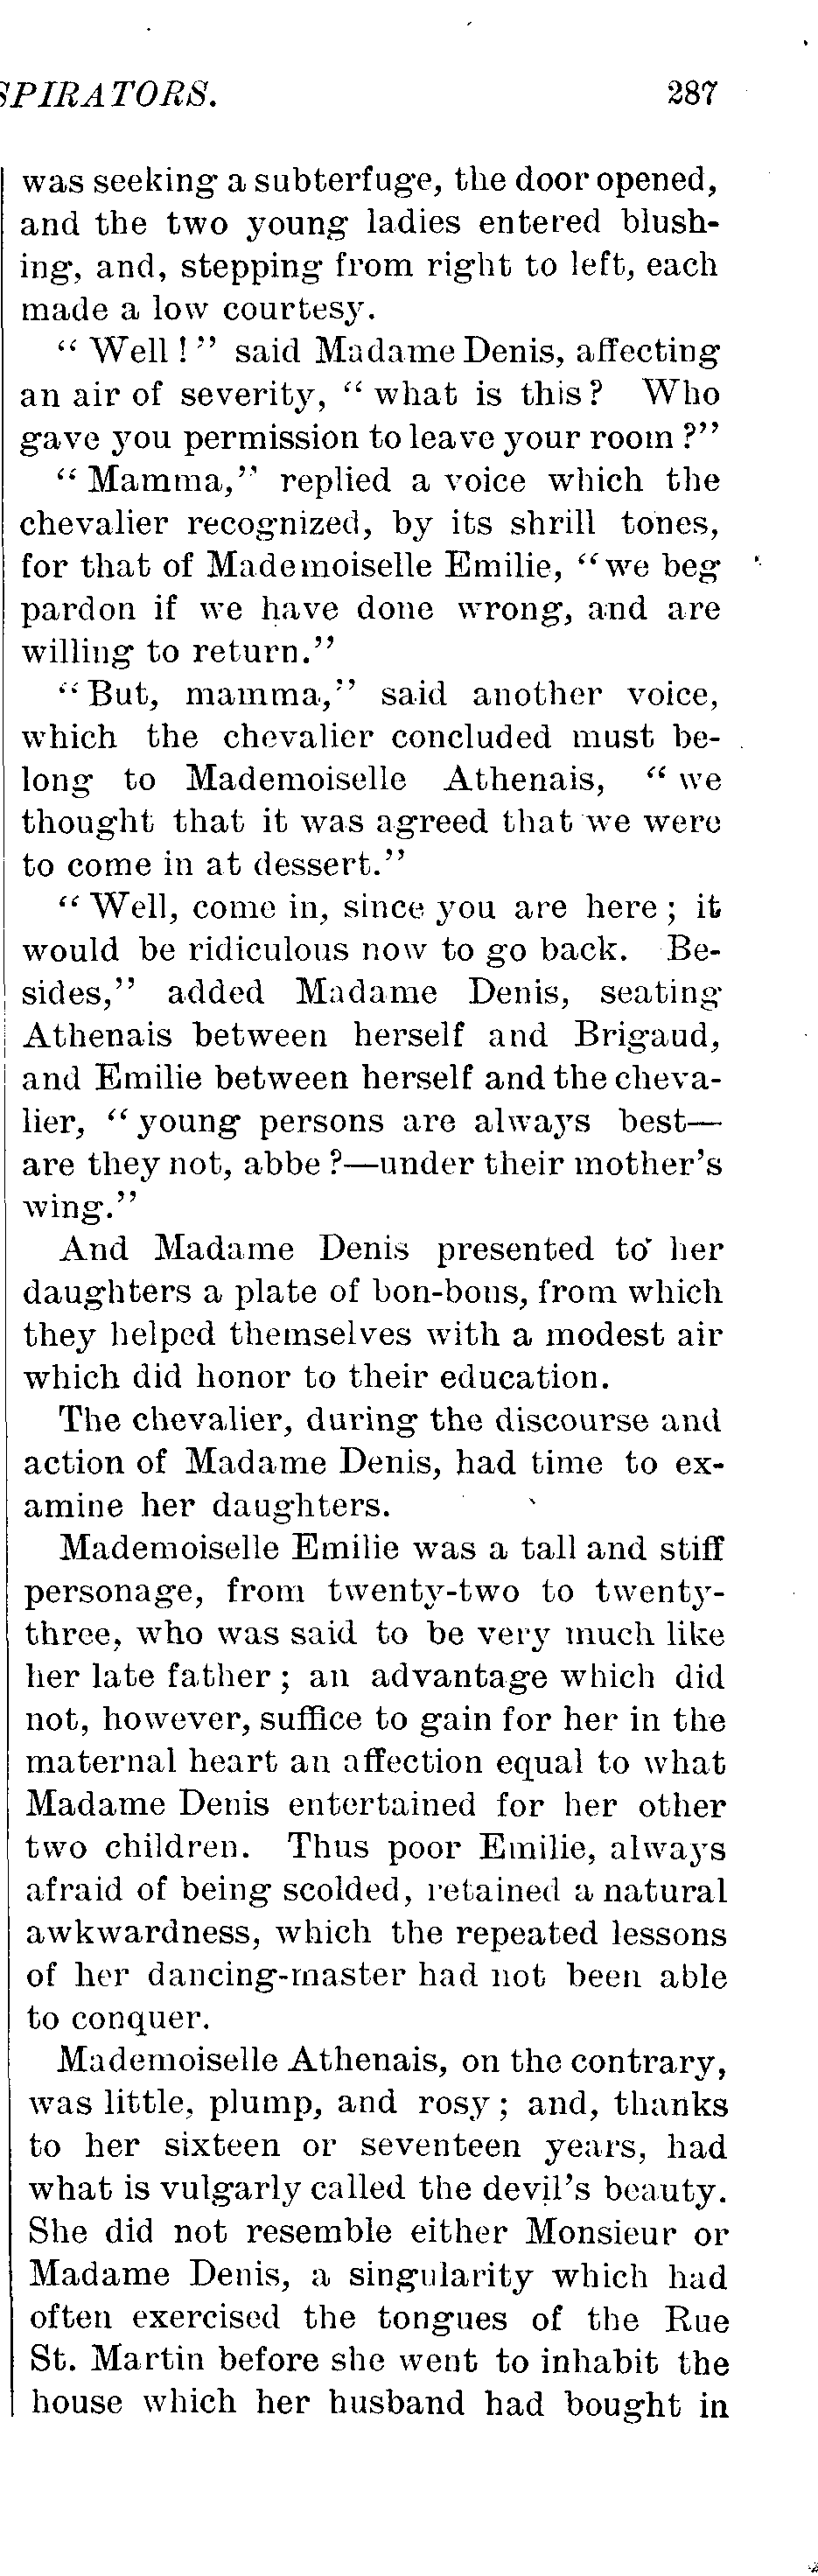 SPIRATORS.
287
was seeking a subterfuge, the door opened,
and the two young ladies entered blush-
ing, and, stepping from right to left, each
made a low courtesy.
“ Well ! ” said Madame Denis, affecting
an air of severity, “ what is this? Who
gave you permission to leave your room ?”
“ Mamma,” replied a voice which the
chevalier recognized, by its shrill tones,
for that of Mademoiselle Emilie, “we beg
pardon if we have done wrong, and are
willing to return.”
“But, mamma,” said another voice,
which the chevalier concluded must be-
long to Mademoiselle Athenais, “ we
thought that it was agreed that we were
to come in at dessert.”
“ Well, come in, since you are here ; it
would be ridiculous now to go back. Be-
sides,” added Madame Denis, seating
Athenais between herself and Brigaud,
and Emilie between herself and the cheva-
lier, “ young persons are always best—
are they not, abbe ?—under their mother’s
wing.”
And Madame Denis presented to her
daughters a plate of bon-bons, from which
they helped themselves with a modest air
which did honor to their education.
The chevalier, during the discourse and
action of Madame Denis, had time to ex-
amine her daughters.
Mademoiselle Emilie was a tall and stiff
personage, from twenty-two to twenty-
three, who was said to be very much like
her late father ; an advantage which did
not, however, suffice to gain for her in the
maternal heart an affection equal to what
Madame Denis entertained for her other
two children. Thus poor Emilie, always
afraid of being scolded, retained a natural
awkwardness, which the repeated lessons
of her dancing-master had not been able
to conquer.
Mademoiselle Athenais, on the contrary,
was little, plump, and rosy ; and, thanks
to her sixteen or seventeen years, had
what is vulgarly called the devil’s beauty.
She did not resemble either Monsieur or
Madame Denis, a singularity which had
often exercised the tongues of the Rue
St. Martin before she went to inhabit the
house which her husband had bought in